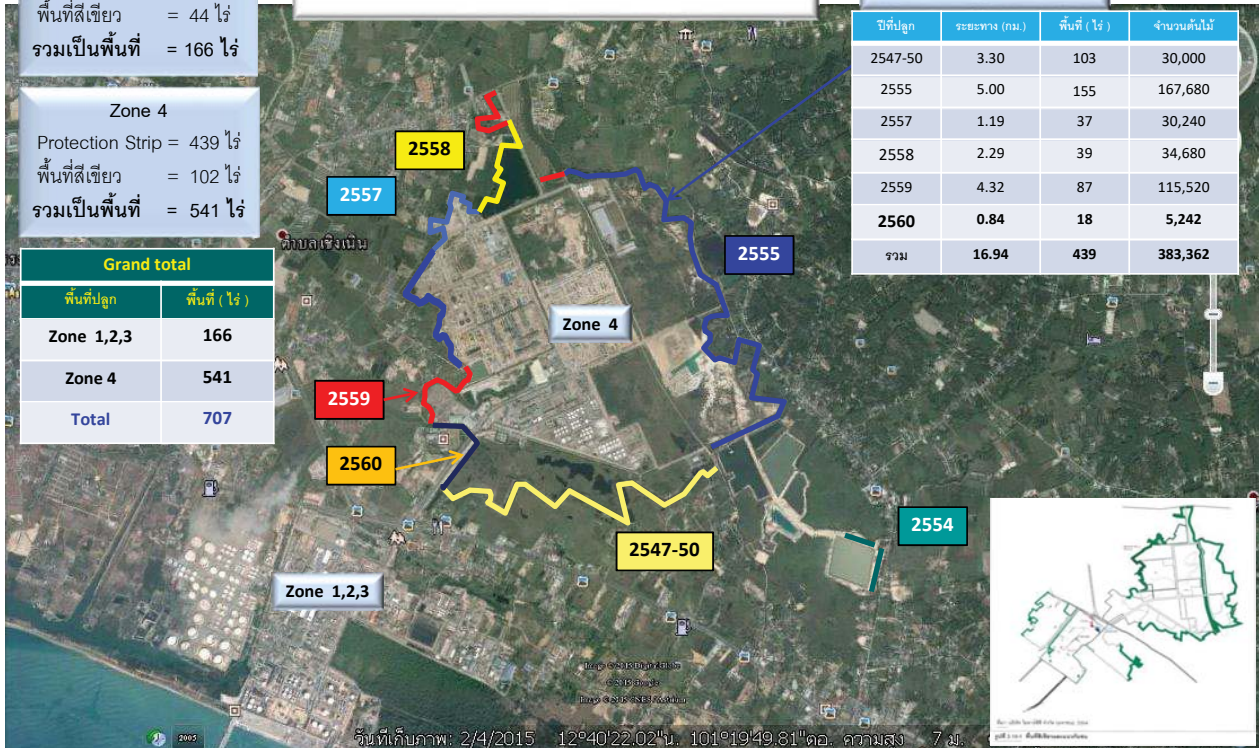 พื้นที่สีเขียว = 44 ไร่
รวมเป็นพื้นที่ = 166 ไร่
Zone 4
Protection Strip = 439 ไร่
พื้นที่สีเขียว = 102 ไร่
รวมเป็นพื้นที่ = 541 ไร่
Grand total
พื้นที่ปลูก พื้นที่ ( ไร่ )
Zone 1,2,3 166
Zone 4 541
Total 707
ปีที่ปลูก ระยะทาง (กม.) พื้นที่ ( ไร่ ) จำนวนต้นไม้
2547-50 3.30 103 30,000
2555 5.00 155 167,680
2557 1.19 37 30,240
2558 2.29 39 34,680
2559 4.32 87 115,520
2560 0.84 18 5,242
รวม 16.94 439 383,362
2558
2557
ตำบล เชิงเนิน
2555
Zone 4
2559
2560
2547-50
2554
Zone 1,2,3
2005
วันที่เก็บภาพ: 2/4/2015 12°40'22.02"น. 101°19'49.81"ตอ. ความสูง 7 ม.